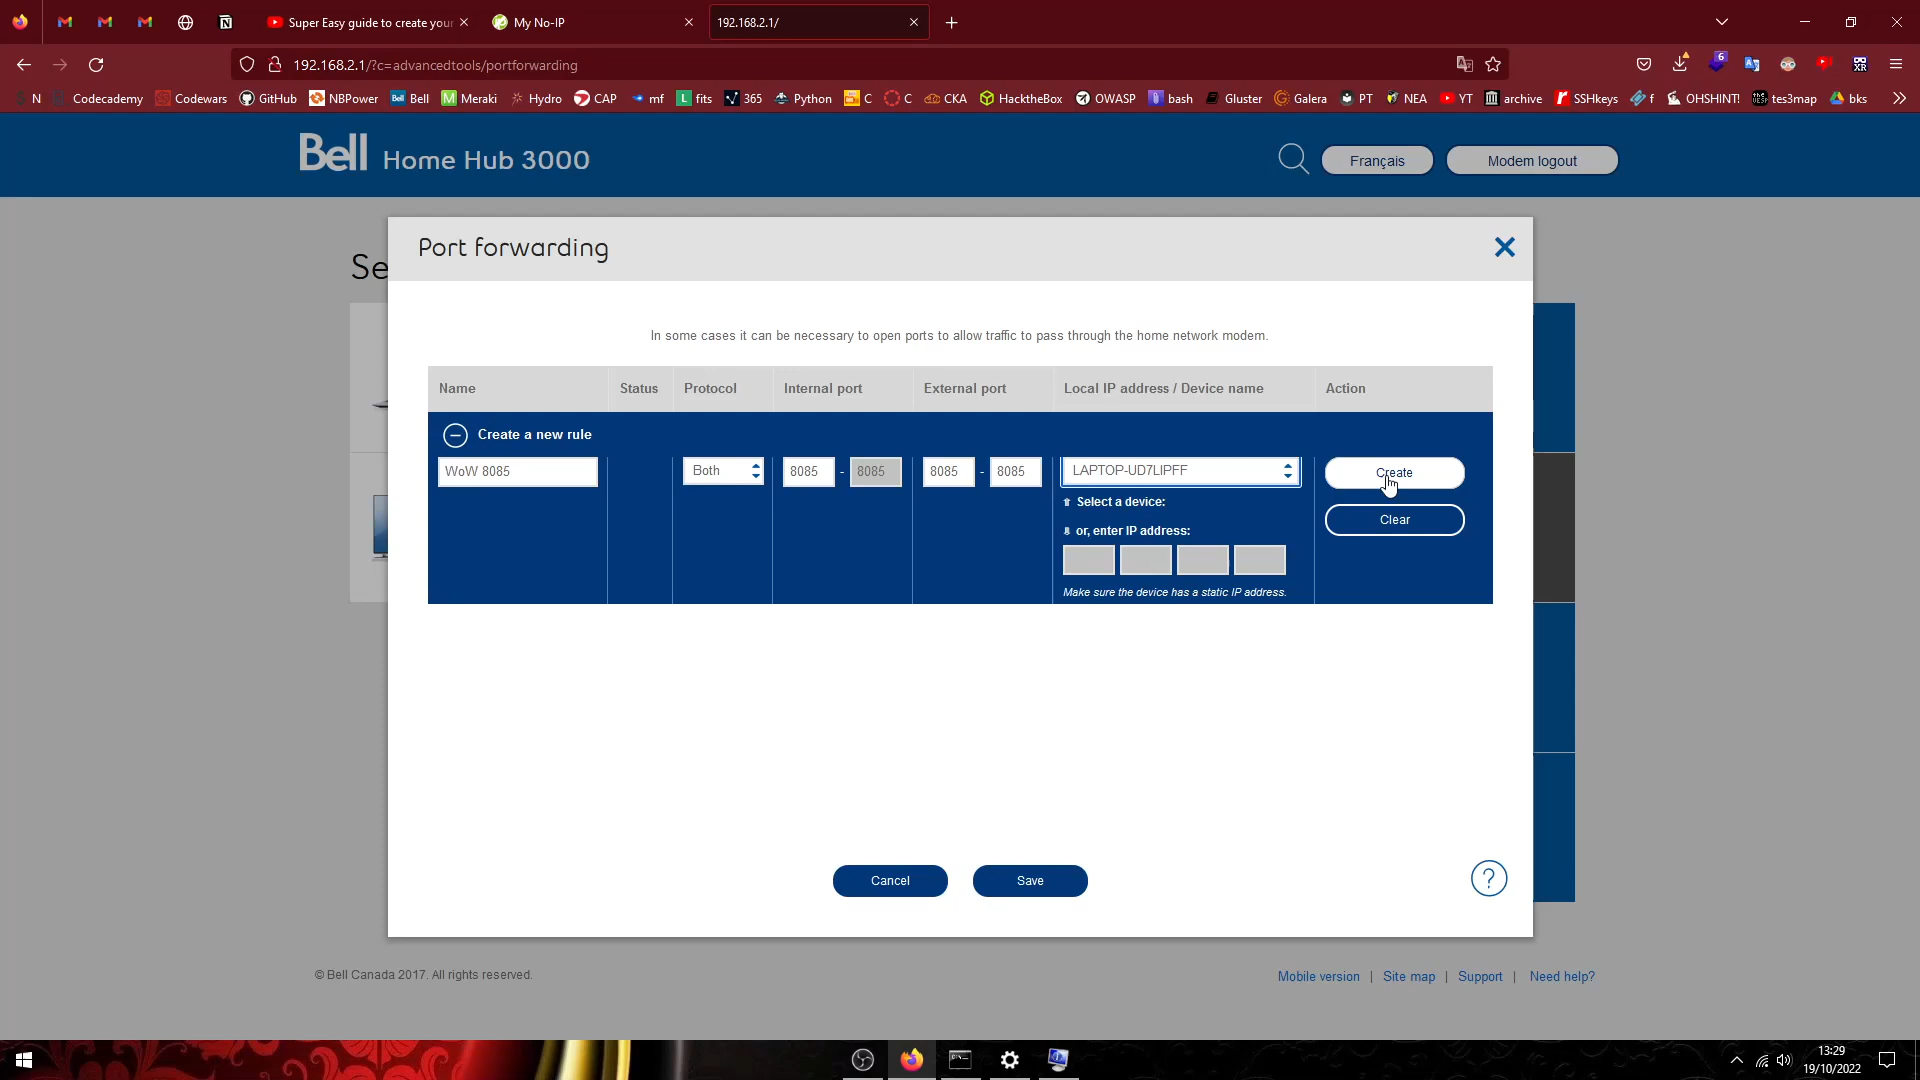 Super Easy guide to create your
My No-IP
192.168.2.1/
192.168.2.1/?c=advancedtools/portforwarding
6
XR
N
Codecademy
Codewars
GitHub
NBPower
Bell
Meraki
Hydro
CAP
mf
fits
365
Python
C
C
CKA
HacktheBox
OWASP
bash
Gluster
Galera
PT
NEA
YT
archive
SSHkeys
f
OHSHINT!
tes3map
bks
Bell Home Hub 3000
Français
Modem logout
Se
Port forwarding
In some cases it can be necessary to open ports to allow traffic to pass through the home network modem.
Name Status Protocol Internal port External port Local IP address / Device name Action
Create a new rule
WoW 8085 Both 8085 - 8085 8085 - 8085 LAPTOP-UD7LIPFF Create
Select a device:
Clear
or, enter IP address:
Make sure the device has a static IP address.
Cancel
Save
?
© Bell Canada 2017. All rights reserved.
Mobile version | Site map | Support | Need help?
13:29
19/10/2022